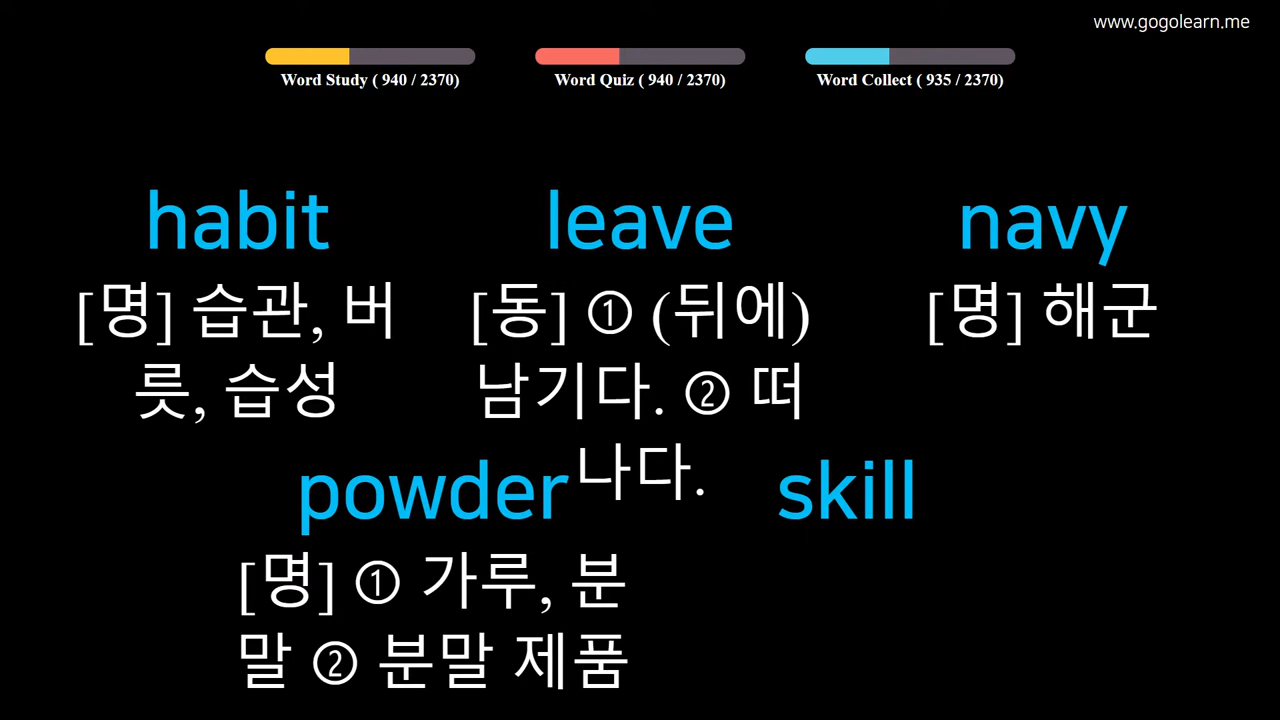 www.gogolearn.me
Word Study ( 940 / 2370)
Word Quiz ( 940 / 2370)
Word Collect ( 935 / 2370)
habit
[명] 습관, 버
릇, 습성
leave
[동] ① (뒤에)
남기다. ② 떠
나다.
navy
[명] 해군
powder
[명] ① 가루, 분
말 ② 분말 제품
skill